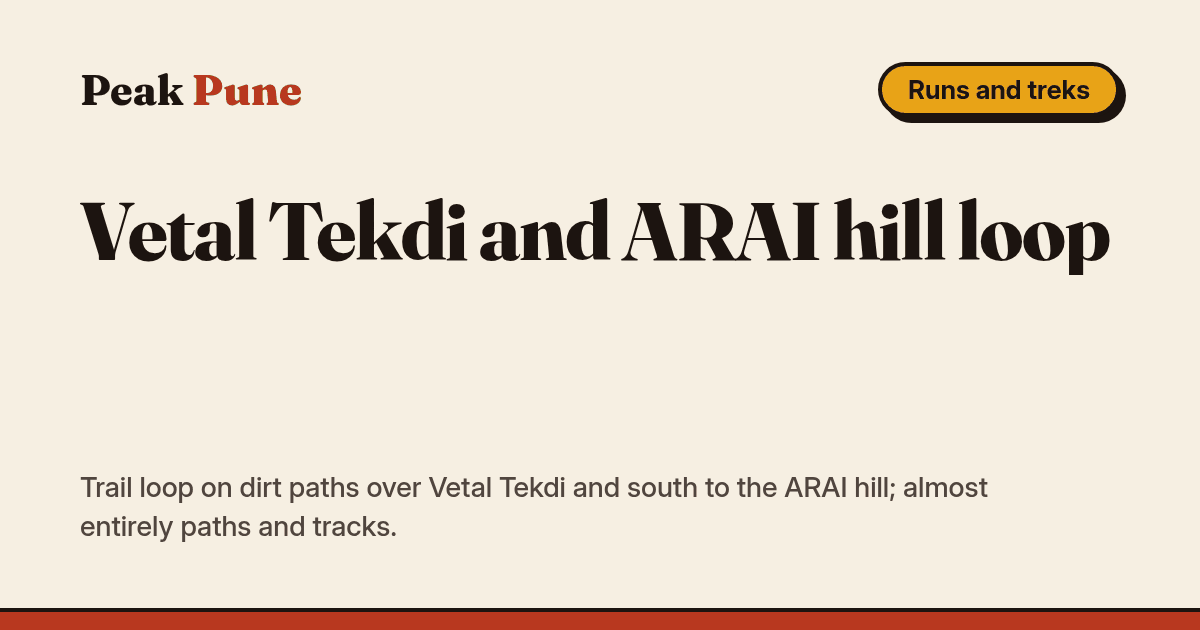 Peak Pune
Runs and treks
Vetal Tekdi and ARAI hill loop
Trail loop on dirt paths over Vetal Tekdi and south to the ARAI hill; almost
entirely paths and tracks.